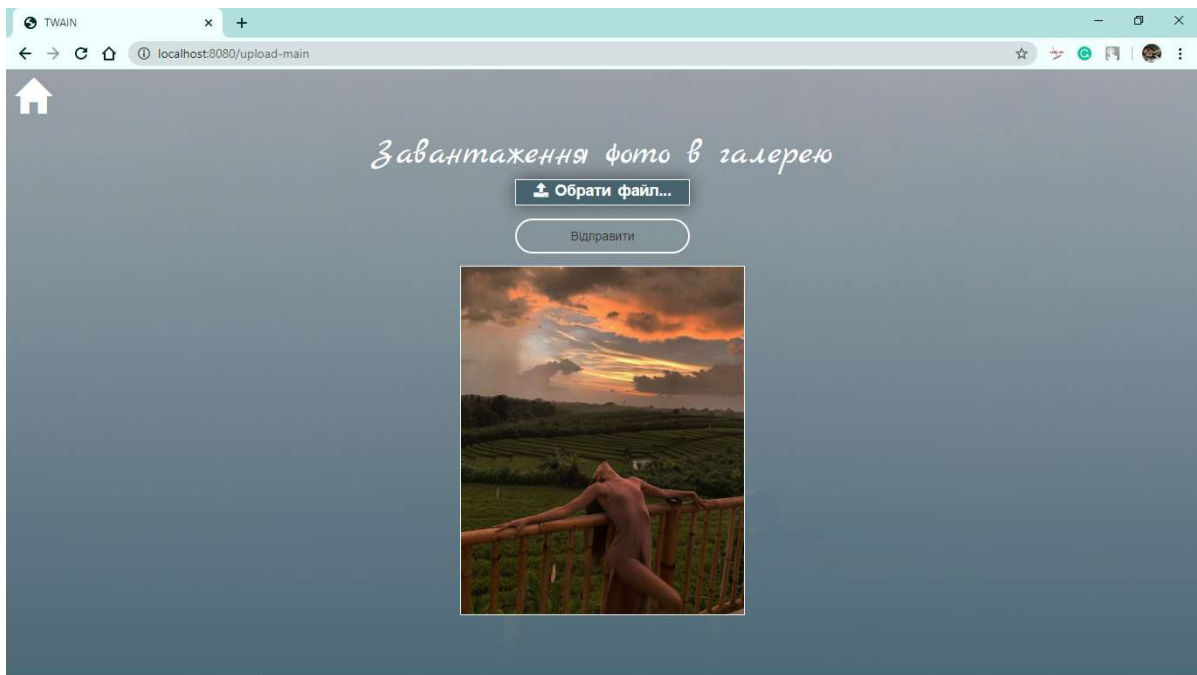 TWAIN
localhost:8080/upload-main
Завантаження фото в галерею
Обрати файл...
Відправити